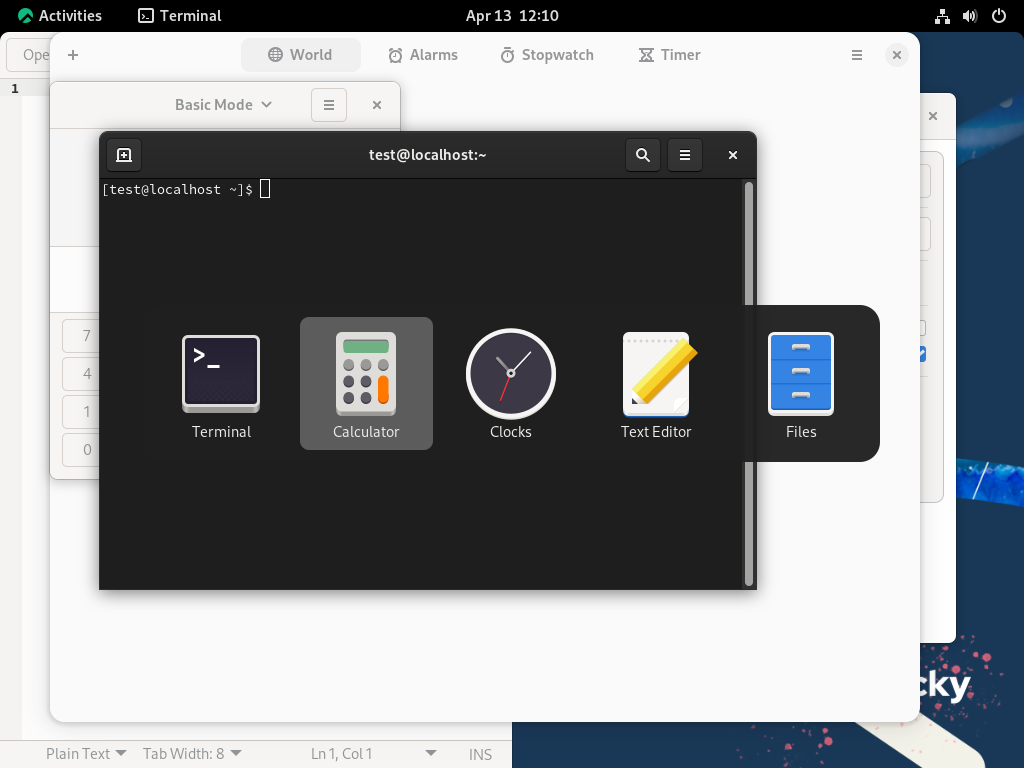 Activities Terminal Apr 13 12:10
Ope World Alarms Stopwatch Timer
1
Basic Mode
test@localhost:~
[test@localhost ~]$
7
4
1
0
>_
Terminal Calculator Clocks Text Editor Files
cky
Plain Text Tab Width: 8 Ln 1, Col 1 INS